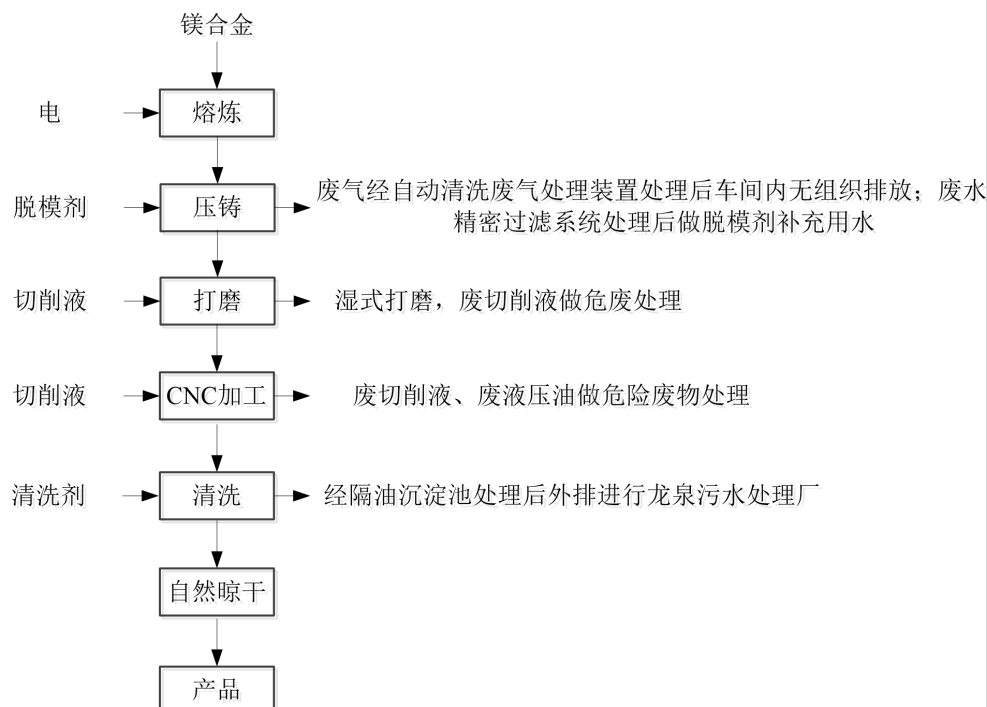 镁合金
电
熔炼
脱模剂
压铸
废气经自动清洗废气处理装置处理后车间内无组织排放；废水
精密过滤系统处理后做脱模剂补充用水
切削液
打磨
湿式打磨，废切削液做危废处理
切削液
CNC加工
废切削液、废液压油做危险废物处理
清洗剂
清洗
经隔油沉淀池处理后外排进行龙泉污水处理厂
自然晾干
产品